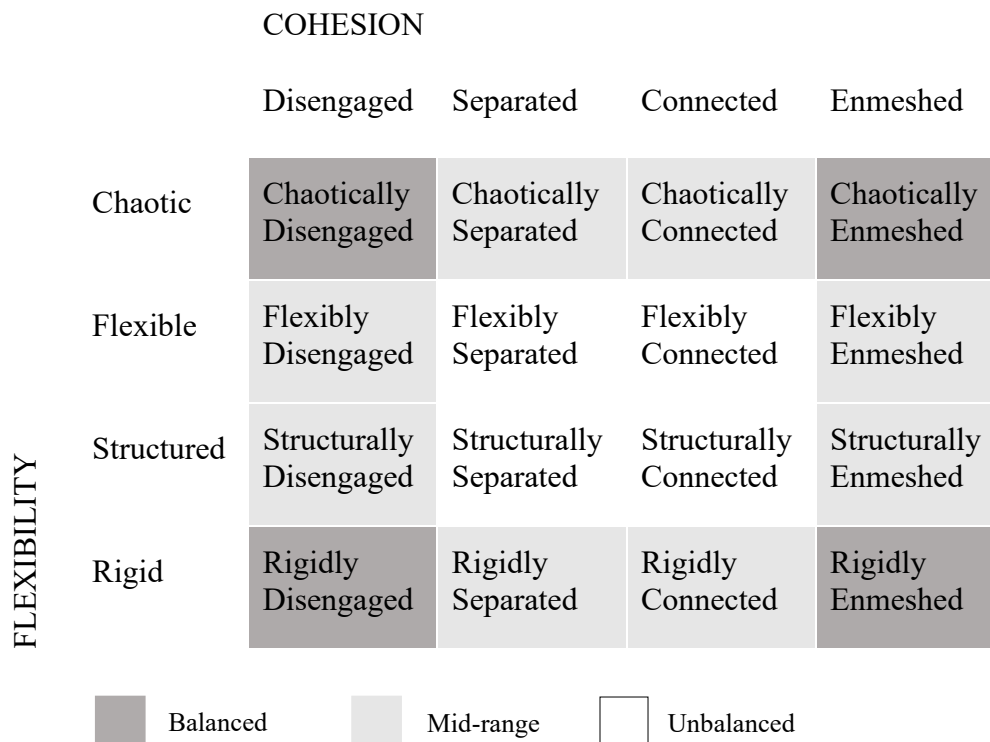 COHESION
Disengaged Separated Connected Enmeshed
Chaotic
Chaotically Chaotically Chaotically Chaotically
Disengaged Separated Connected Enmeshed
Flexible
Flexibly Flexibly Flexibly Flexibly
Disengaged Separated Connected Enmeshed
Structured
Structurally Structurally Structurally Structurally
Disengaged Separated Connected Enmeshed
Rigid
Rigidly Rigidly Rigidly Rigidly
Disengaged Separated Connected Enmeshed
FLEXIBILITY
Balanced Mid-range Unbalanced